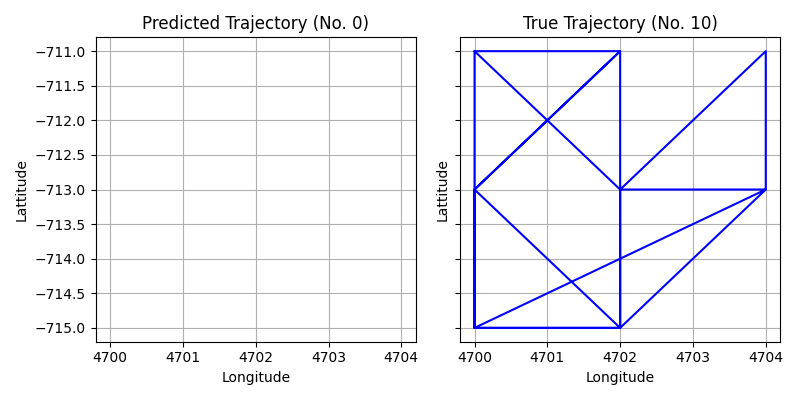 Predicted Trajectory (No. 0)
True Trajectory (No. 10)
Lattitude
−711.0
−711.5
−712.0
−712.5
−713.0
−713.5
−714.0
−714.5
−715.0
4700 4701 4702 4703 4704
Longitude
Lattitude
4700 4701 4702 4703 4704
Longitude